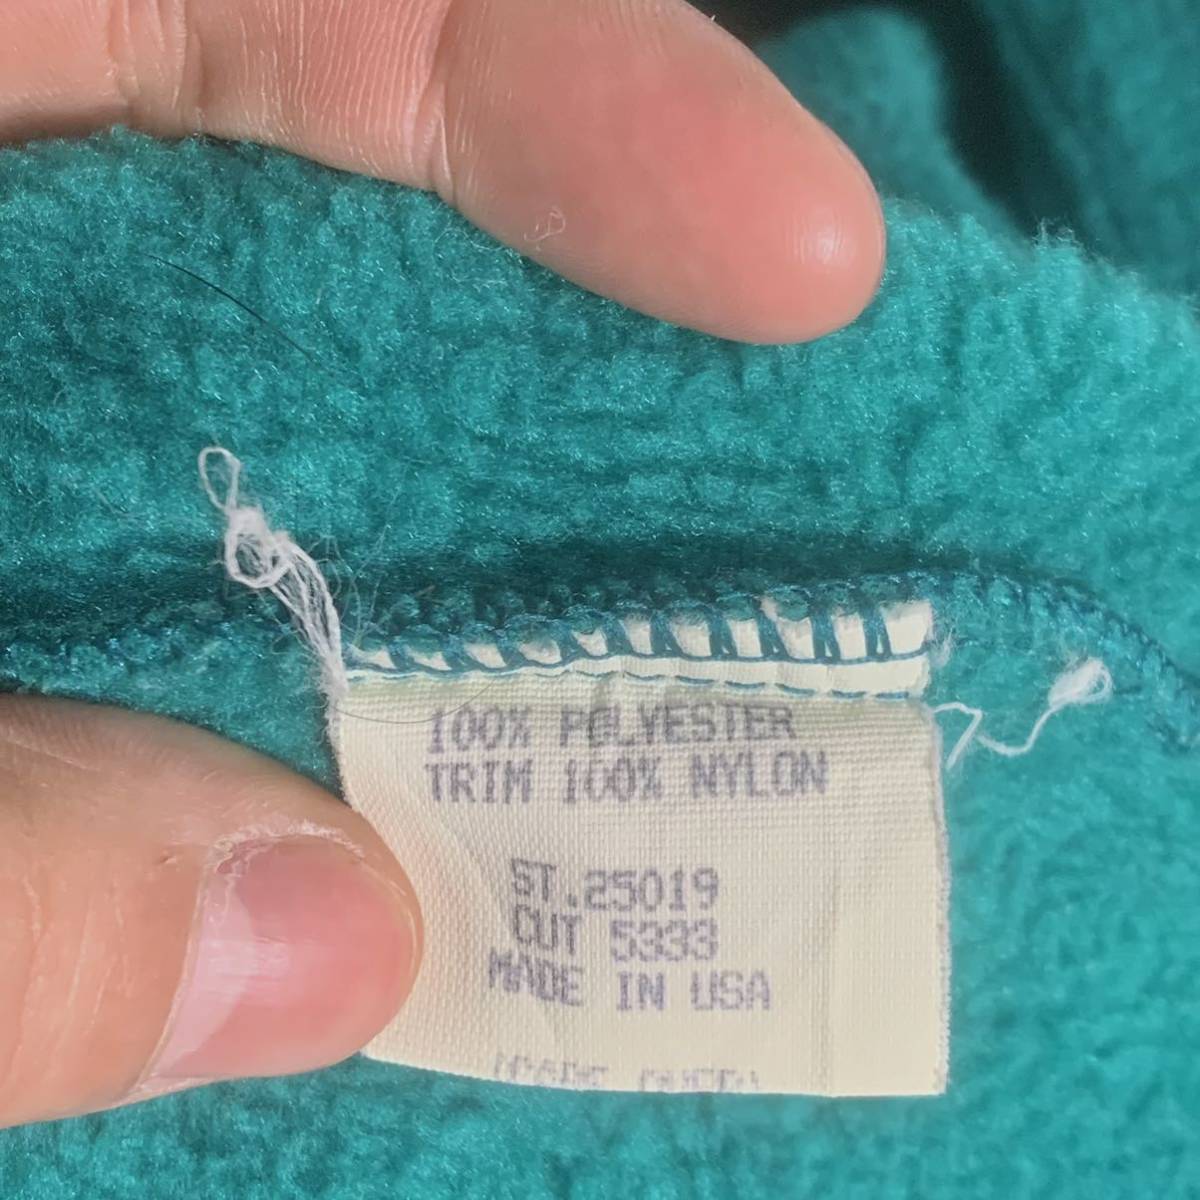 100% POLYESTER
TRIM 100% NYLON
ST.25019
CUT 5333
MADE IN USA